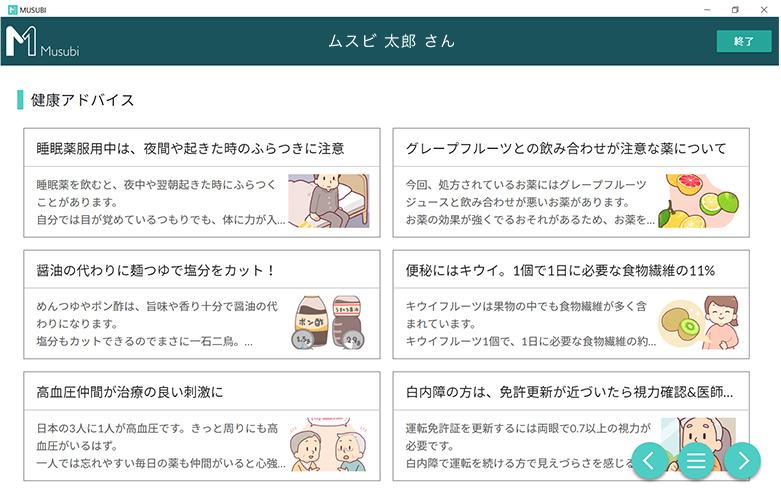 MUSUBI
Musubi
ムスビ 太郎 さん
終了
健康アドバイス
睡眠薬服用中は、夜間や起きた時のふらつきに注意
睡眠薬を飲むと、夜中や翌朝起きた時にふらつく
ことがあります。
自分では目が覚めているつもりでも、体に力が入...
グレープフルーツとの飲み合わせが注意な薬について
今回、処方されているお薬にはグレープフルーツ
ジュースと飲み合わせが悪いお薬があります。
お薬の効果が強くでるおそれがあるため、お薬を...
醤油の代わりに麺つゆで塩分をカット！
めんつゆやポン酢は、旨味や香り十分で醤油の代
わりになります。
塩分もカットできるのでまさに一石二鳥。...
ポン酢
1.5g
0.9g
便秘にはキウイ。1個で1日に必要な食物繊維の11%
キウイフルーツは果物の中でも食物繊維が多く含
まれています。
キウイフルーツ1個で、1日に必要な食物繊維の約...
高血圧仲間が治療の良い刺激に
日本の3人に1人が高血圧です。きっと周りにも高
血圧がいるはず。
一人では忘れやすい毎日の薬も仲間がいると心強...
白内障の方は、免許更新が近づいたら視力確認&医師...
運転免許証を更新するには両眼で0.7以上の視力が
必要です。
白内障で運転を続ける方で見えづらさを感じる